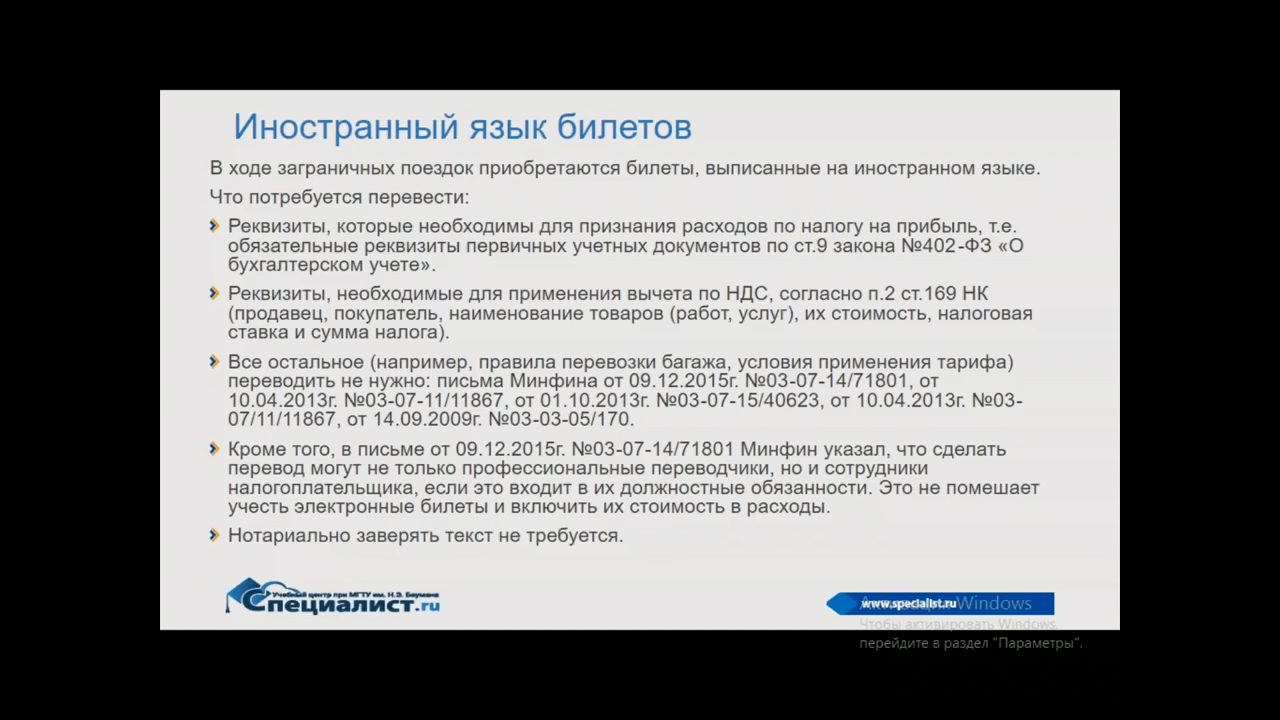 Иностранный язык билетов
В ходе заграничных поездок приобретаются билеты, выписанные на иностранном языке.
Что потребуется перевести:
Реквизиты, которые необходимы для признания расходов по налогу на прибыль, т.е.
обязательные реквизиты первичных учетных документов по ст.9 закона №402-ФЗ «О
бухгалтерском учете».
Реквизиты, необходимые для применения вычета по НДС, согласно п.2 ст.169 НК
(продавец, покупатель, наименование товаров (работ, услуг), их стоимость, налоговая
ставка и сумма налога).
Все остальное (например, правила перевозки багажа, условия применения тарифа)
переводить не нужно: письма Минфина от 09.12.2015г. №03-07-14/71801, от
10.04.2013г. №03-07-11/11867, от 01.10.2013г. №03-07-15/40623, от 10.04.2013г. №03-
07/11/11867, от 14.09.2009г. №03-03-05/170.
Кроме того, в письме от 09.12.2015г. №03-07-14/71801 Минфин указал, что сделать
перевод могут не только профессиональные переводчики, но и сотрудники
налогоплательщика, если это входит в их должностные обязанности. Это не помешает
учесть электронные билеты и включить их стоимость в расходы.
Нотариально заверять текст не требуется.
Учебный центр при МГТУ им. Н.Э. Баумана
Специалист.ru
www.specialist.ru
Windows
Чтобы активировать Windows,
перейдите в раздел "Параметры".